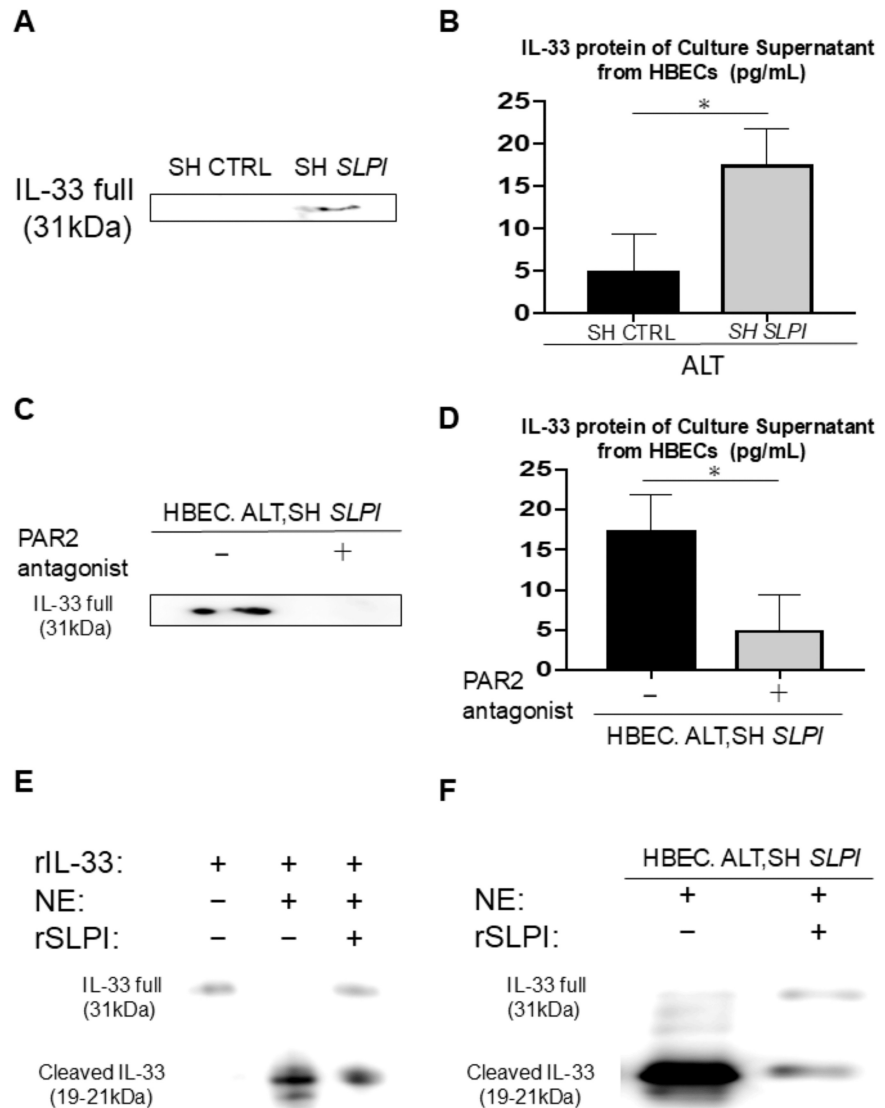 A
SH CTRL SH SLPI
IL-33 full
(31kDa)
B
IL-33 protein of Culture Supernatant
from HBECs (pg/mL)
25
20
15
10
5
0
*
SH CTRL SH SLPI
ALT
C
HBEC. ALT,SH SLPI
PAR2
antagonist
− +
IL-33 full
(31kDa)
D
IL-33 protein of Culture Supernatant
from HBECs (pg/mL)
25
20
15
10
5
0
*
PAR2
antagonist
− +
HBEC. ALT,SH SLPI
E
rIL-33: + + +
NE: − + +
rSLPI: − − +
IL-33 full
(31kDa)
Cleaved IL-33
(19-21kDa)
F
HBEC. ALT,SH SLPI
NE: + +
rSLPI: − +
IL-33 full
(31kDa)
Cleaved IL-33
(19-21kDa)